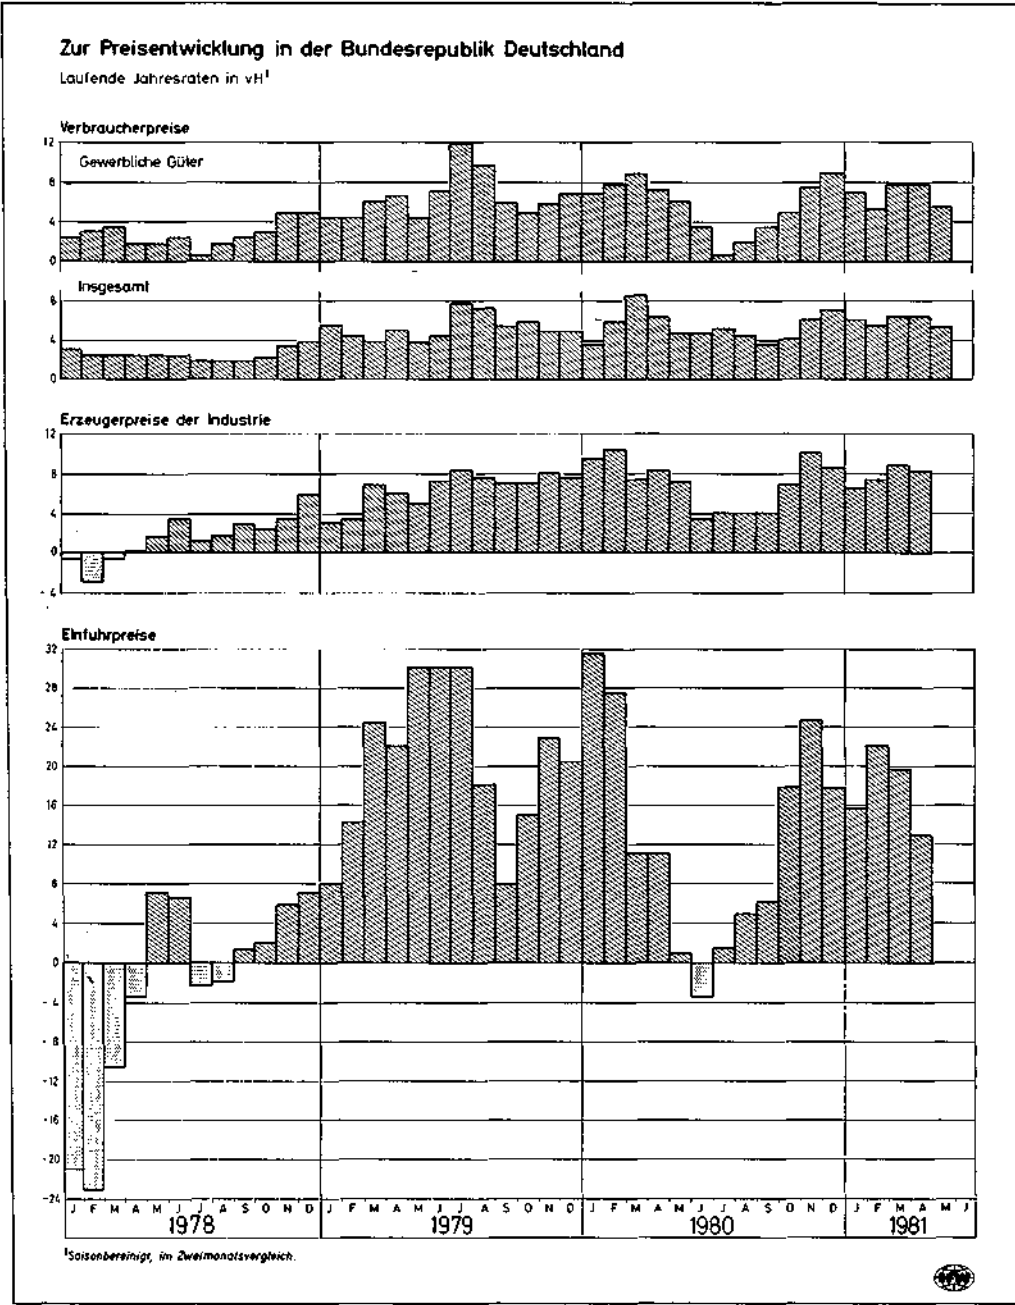 Zur Preisentwicklung in der Bundesrepublik Deutschland
Laufende Jahresraten in vH¹
Verbraucherpreise
12
Gewerbliche Güter
8
4
0
Insgesamt
8
4
0
Erzeugerpreise der Industrie
12
8
4
0
-4
Einfuhrpreise
32
28
24
20
16
12
8
4
0
-4
-8
-12
-16
-20
-24
J F M A M J J A S O N D J F M A M J J A S O N D J F M A M J J A S O N D J F M A M J
1978 1979 1980 1981
¹Saisonbereinigt, im Zweimonatsvergleich.
IfW